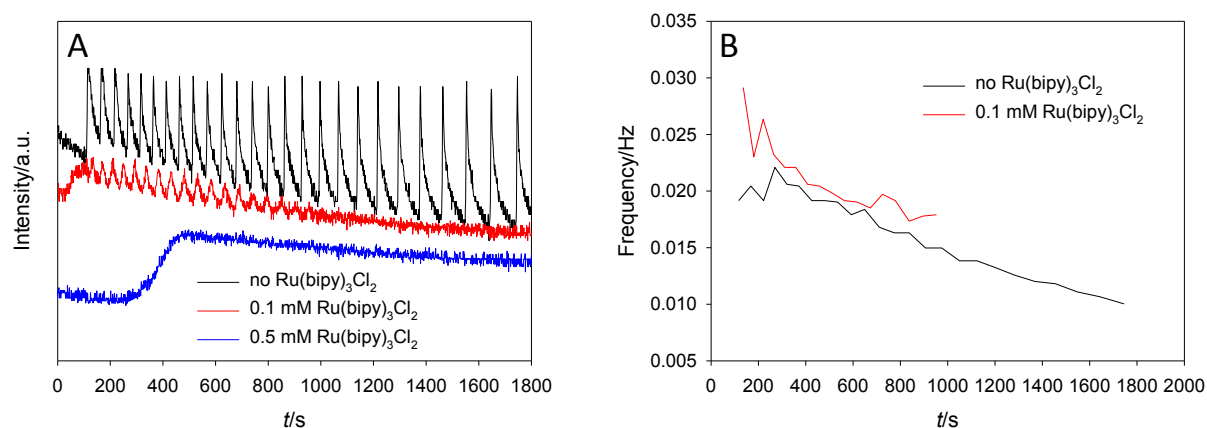 A
Intensity/a.u.
no Ru(bipy)₃Cl₂
0.1 mM Ru(bipy)₃Cl₂
0.5 mM Ru(bipy)₃Cl₂
0 200 400 600 800 1000 1200 1400 1600 1800
t/s
B
Frequency/Hz
0.035
0.030
0.025
0.020
0.015
0.010
0.005
no Ru(bipy)₃Cl₂
0.1 mM Ru(bipy)₃Cl₂
0 200 400 600 800 1000 1200 1400 1600 1800 2000
t/s